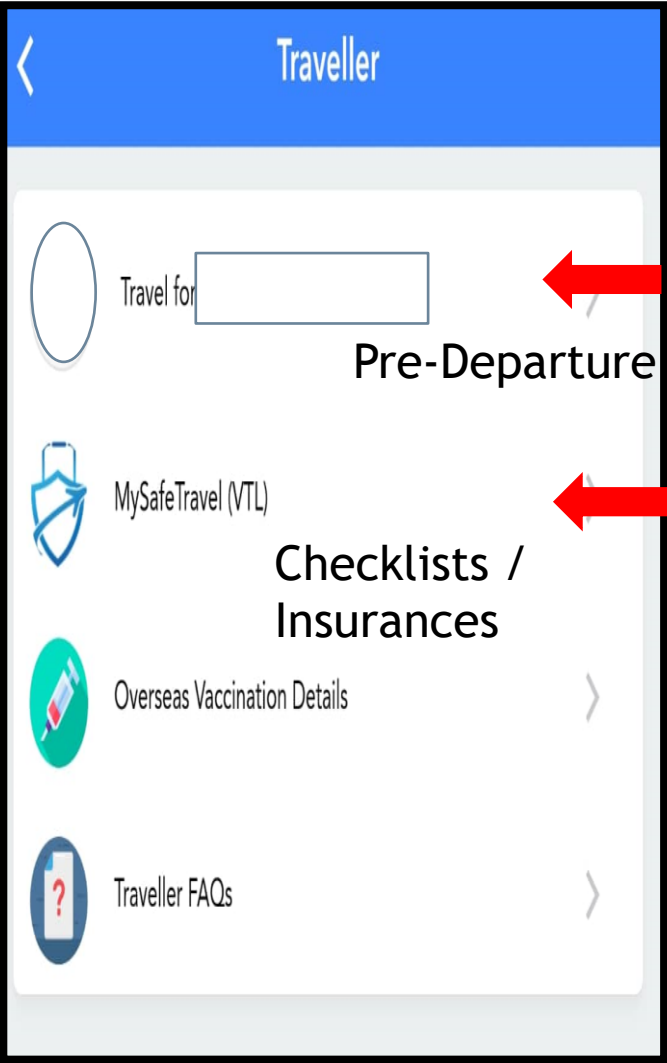 Traveller
Travel for
Pre-Departure
MySafeTravel (VTL)
Checklists /
Insurances
Overseas Vaccination Details
?
Traveller FAQs